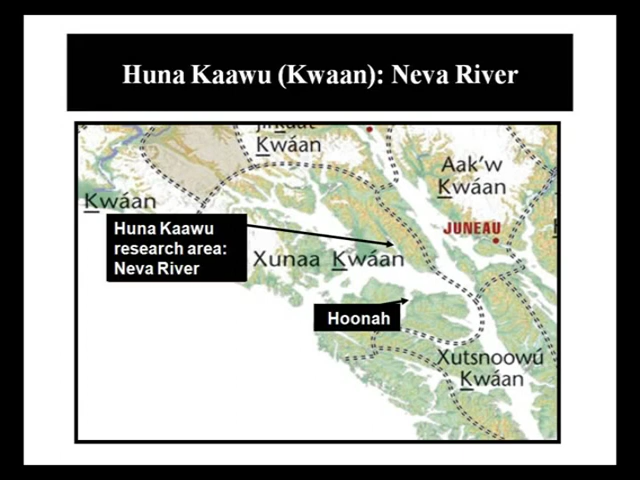 Huna Kaawu (Kwaan): Neva River
Kwáan
Aak'w
Kwáan
Kwáan
JUNEAU
Huna Kaawu
research area:
Neva River
Xunaa Kwáan
Hoonah
Xutsnoowú
Kwáan